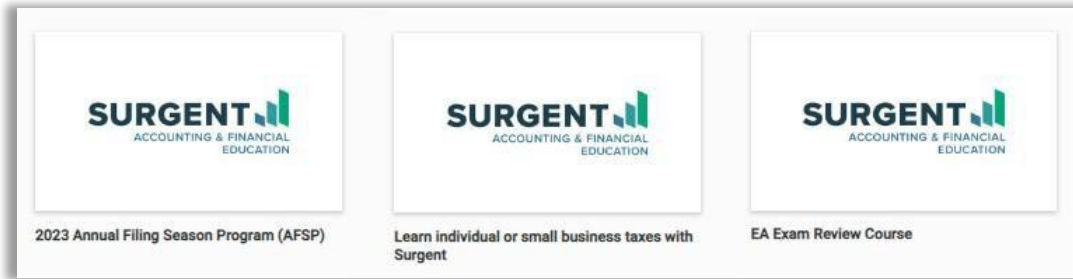 SURGENT
ACCOUNTING & FINANCIAL
EDUCATION
2023 Annual Filing Season Program (AFSP)
SURGENT
ACCOUNTING & FINANCIAL
EDUCATION
Learn individual or small business taxes with
Surgent
SURGENT
ACCOUNTING & FINANCIAL
EDUCATION
EA Exam Review Course